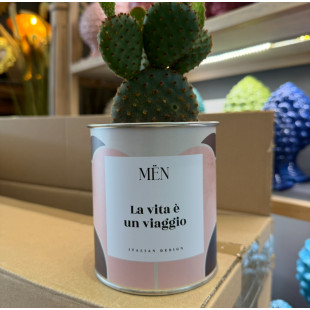 MËN
La vita è
un viaggio
ITALIAN DESIGN